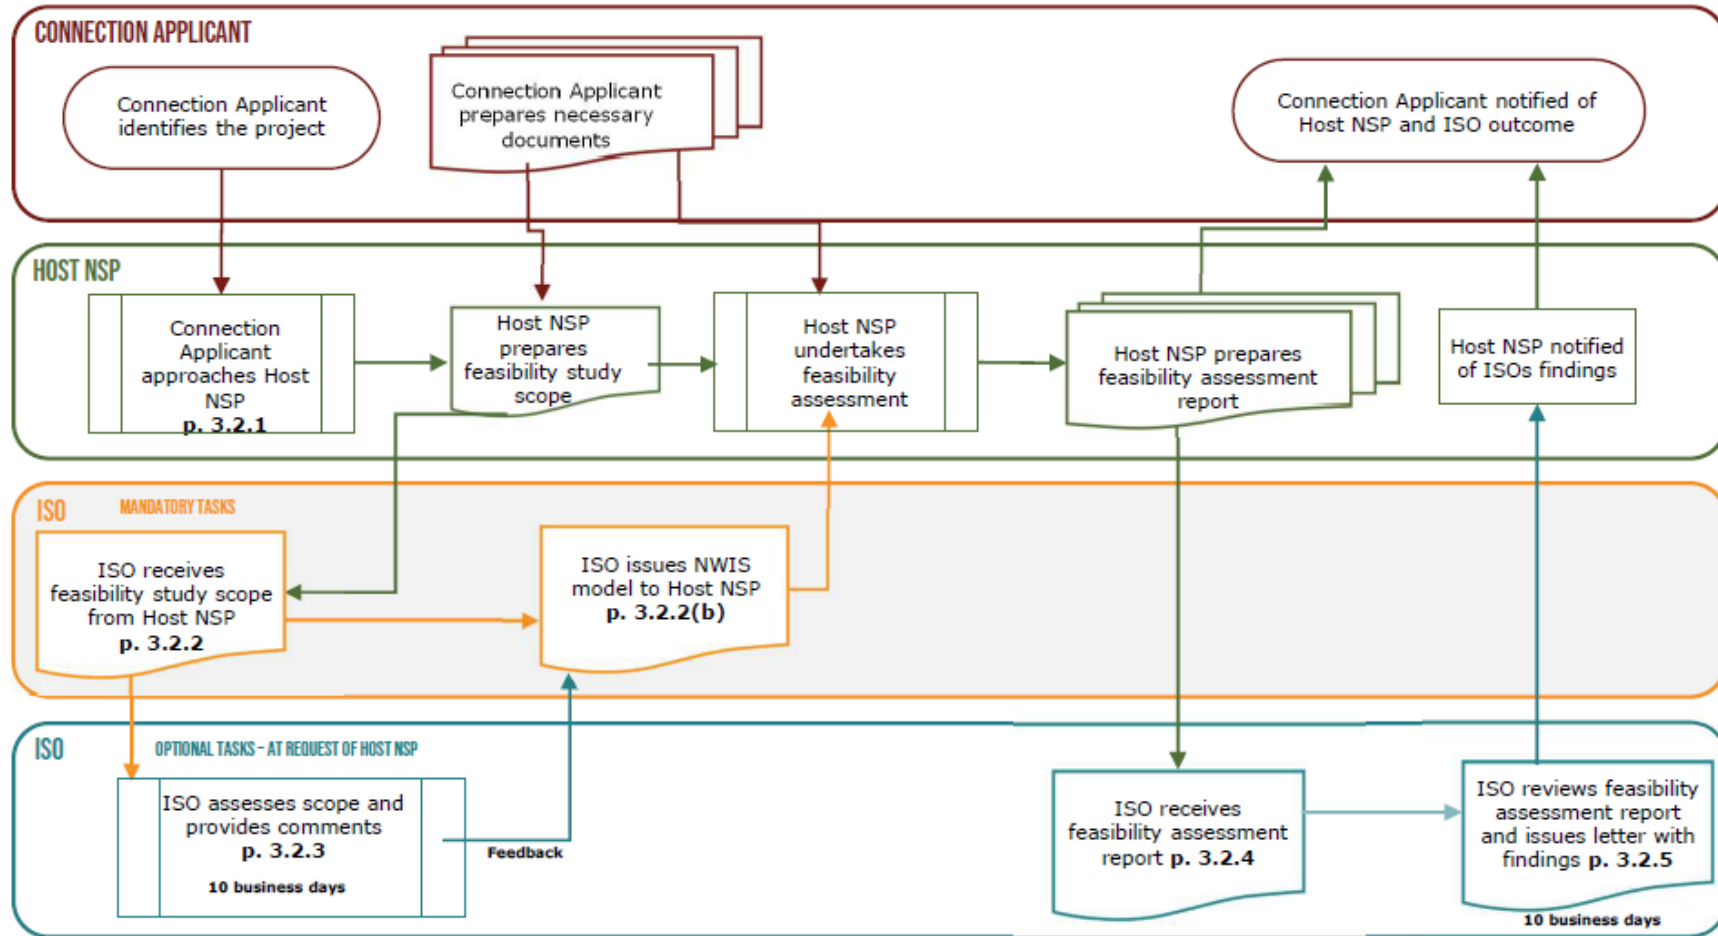 CONNECTION APPLICANT
Connection Applicant
identifies the project
Connection Applicant
prepares necessary
documents
Connection Applicant notified of
Host NSP and ISO outcome
HOST NSP
Connection
Applicant
approaches Host
NSP
p. 3.2.1
Host NSP
prepares
feasibility study
scope
Host NSP
undertakes
feasibility
assessment
Host NSP prepares
feasibility assessment
report
Host NSP notified
of ISOs findings
ISO
MANDATORY TASKS
ISO receives
feasibility study scope
from Host NSP
p. 3.2.2
ISO issues NWIS
model to Host NSP
p. 3.2.2(b)
ISO
OPTIONAL TASKS – AT REQUEST OF HOST NSP
ISO assesses scope and
provides comments
p. 3.2.3
10 business days
Feedback
ISO receives
feasibility assessment
report p. 3.2.4
ISO reviews feasibility
assessment report
and issues letter with
findings p. 3.2.5
10 business days